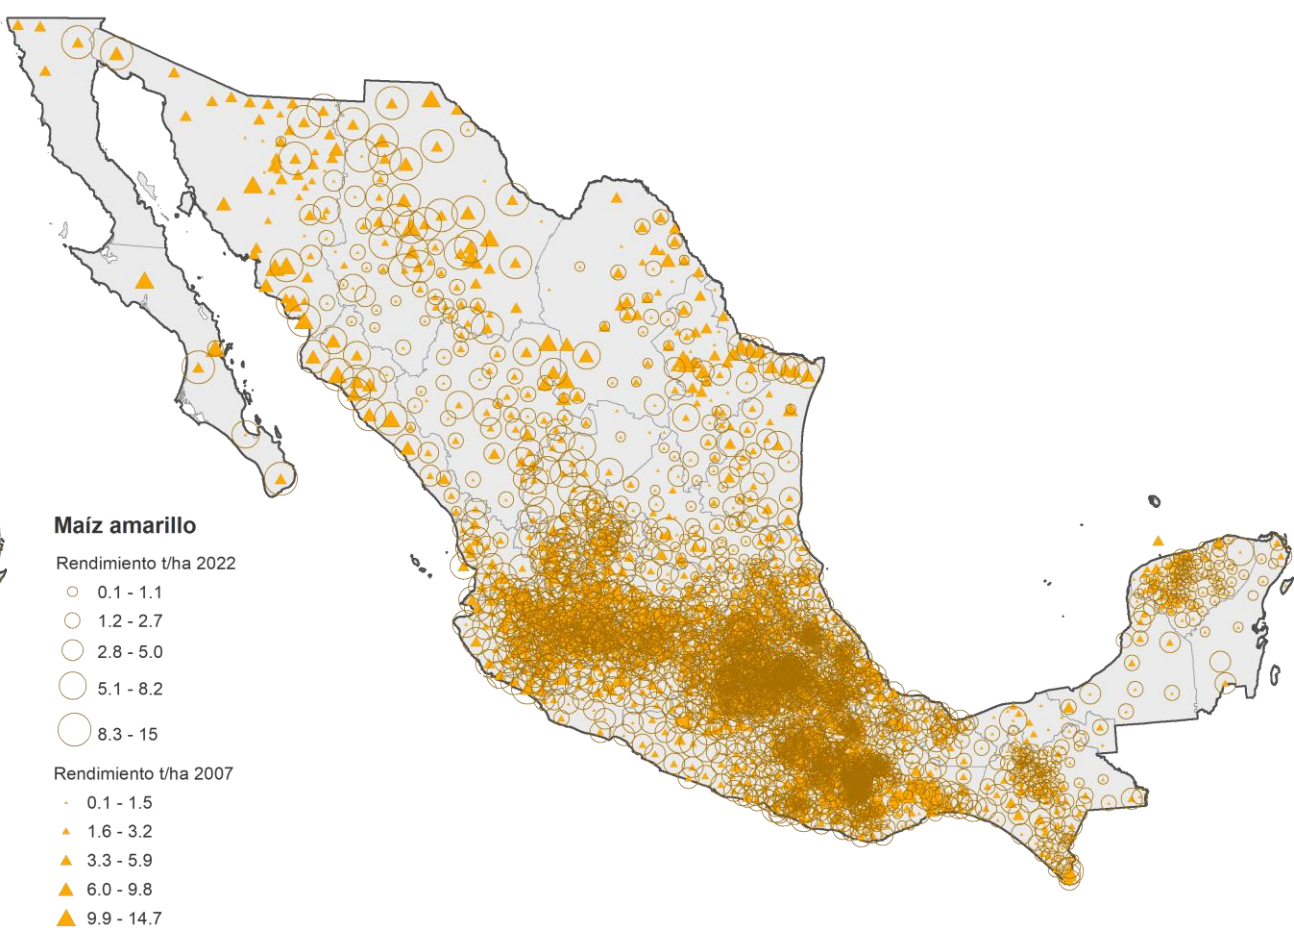 Maíz amarillo
Rendimiento t/ha 2022
0.1 - 1.1
1.2 - 2.7
2.8 - 5.0
5.1 - 8.2
8.3 - 15
Rendimiento t/ha 2007
0.1 - 1.5
1.6 - 3.2
3.3 - 5.9
6.0 - 9.8
9.9 - 14.7